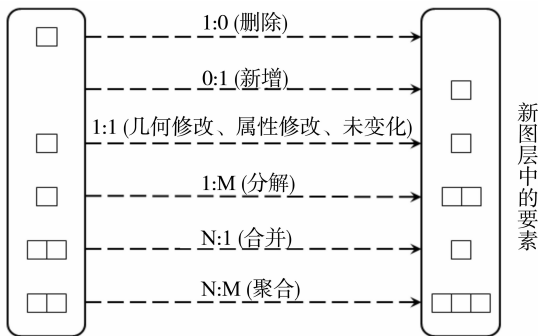 1:0 (删除)
0:1 (新增)
1:1 (几何修改、属性修改、未变化)
1:M (分解)
N:1 (合并)
N:M (聚合)
新图层中的要素